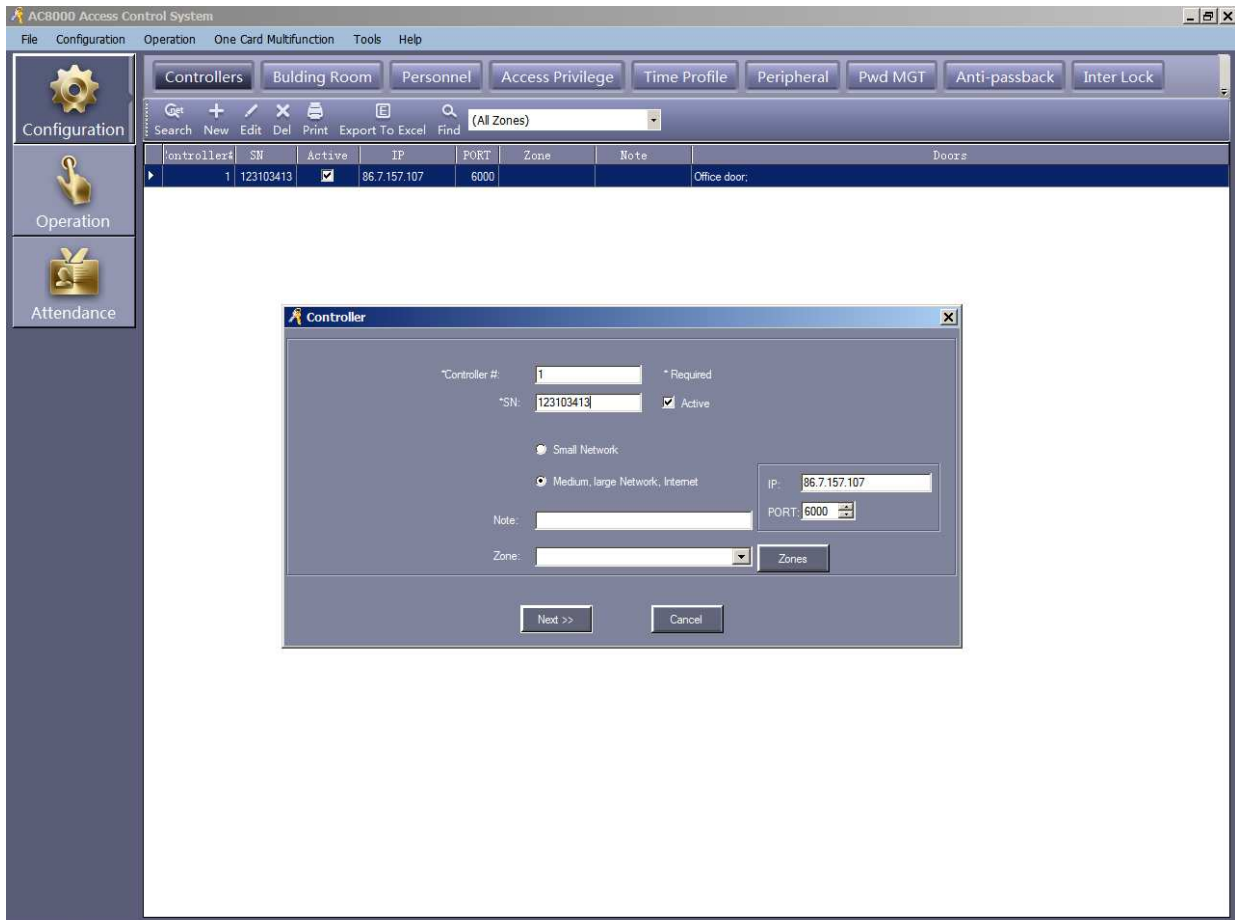 AC8000 Access Control System
File Configuration Operation One Card Multifunction Tools Help
Configuration
Operation
Attendance
Controllers Bulding Room Personnel Access Privilege Time Profile Peripheral Pwd MGT Anti-passback Inter Lock
Search New Edit Del Print Export To Excel Find (All Zones)
ontroller# SN Active IP PORT Zone Note Doors
1 123103413 86.7.157.107 6000 Office door;
Controller
*Controller #: 1 * Required
*SN: 123103413 Active
Small Network
Medium, large Network, Internet IP: 86.7.157.107
Note: PORT: 6000
Zone: Zones
Next >> Cancel